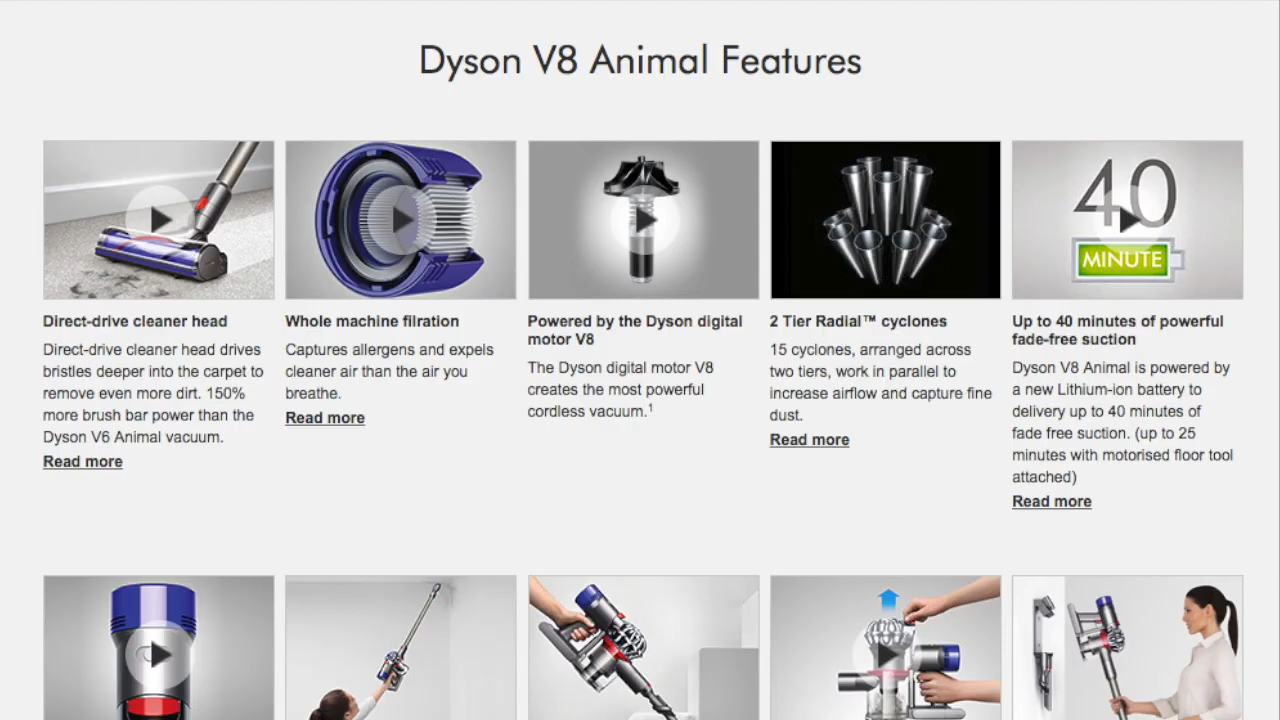 Dyson V8 Animal Features
40
MINUTE
Direct-drive cleaner head
Direct-drive cleaner head drives
bristles deeper into the carpet to
remove even more dirt. 150%
more brush bar power than the
Dyson V6 Animal vacuum.
Read more
Whole machine filration
Captures allergens and expels
cleaner air than the air you
breathe.
Read more
Powered by the Dyson digital
motor V8
The Dyson digital motor V8
creates the most powerful
cordless vacuum.¹
2 Tier Radial™ cyclones
15 cyclones, arranged across
two tiers, work in parallel to
increase airflow and capture fine
dust.
Read more
Up to 40 minutes of powerful
fade-free suction
Dyson V8 Animal is powered by
a new Lithium-ion battery to
delivery up to 40 minutes of
fade free suction. (up to 25
minutes with motorised floor tool
attached)
Read more